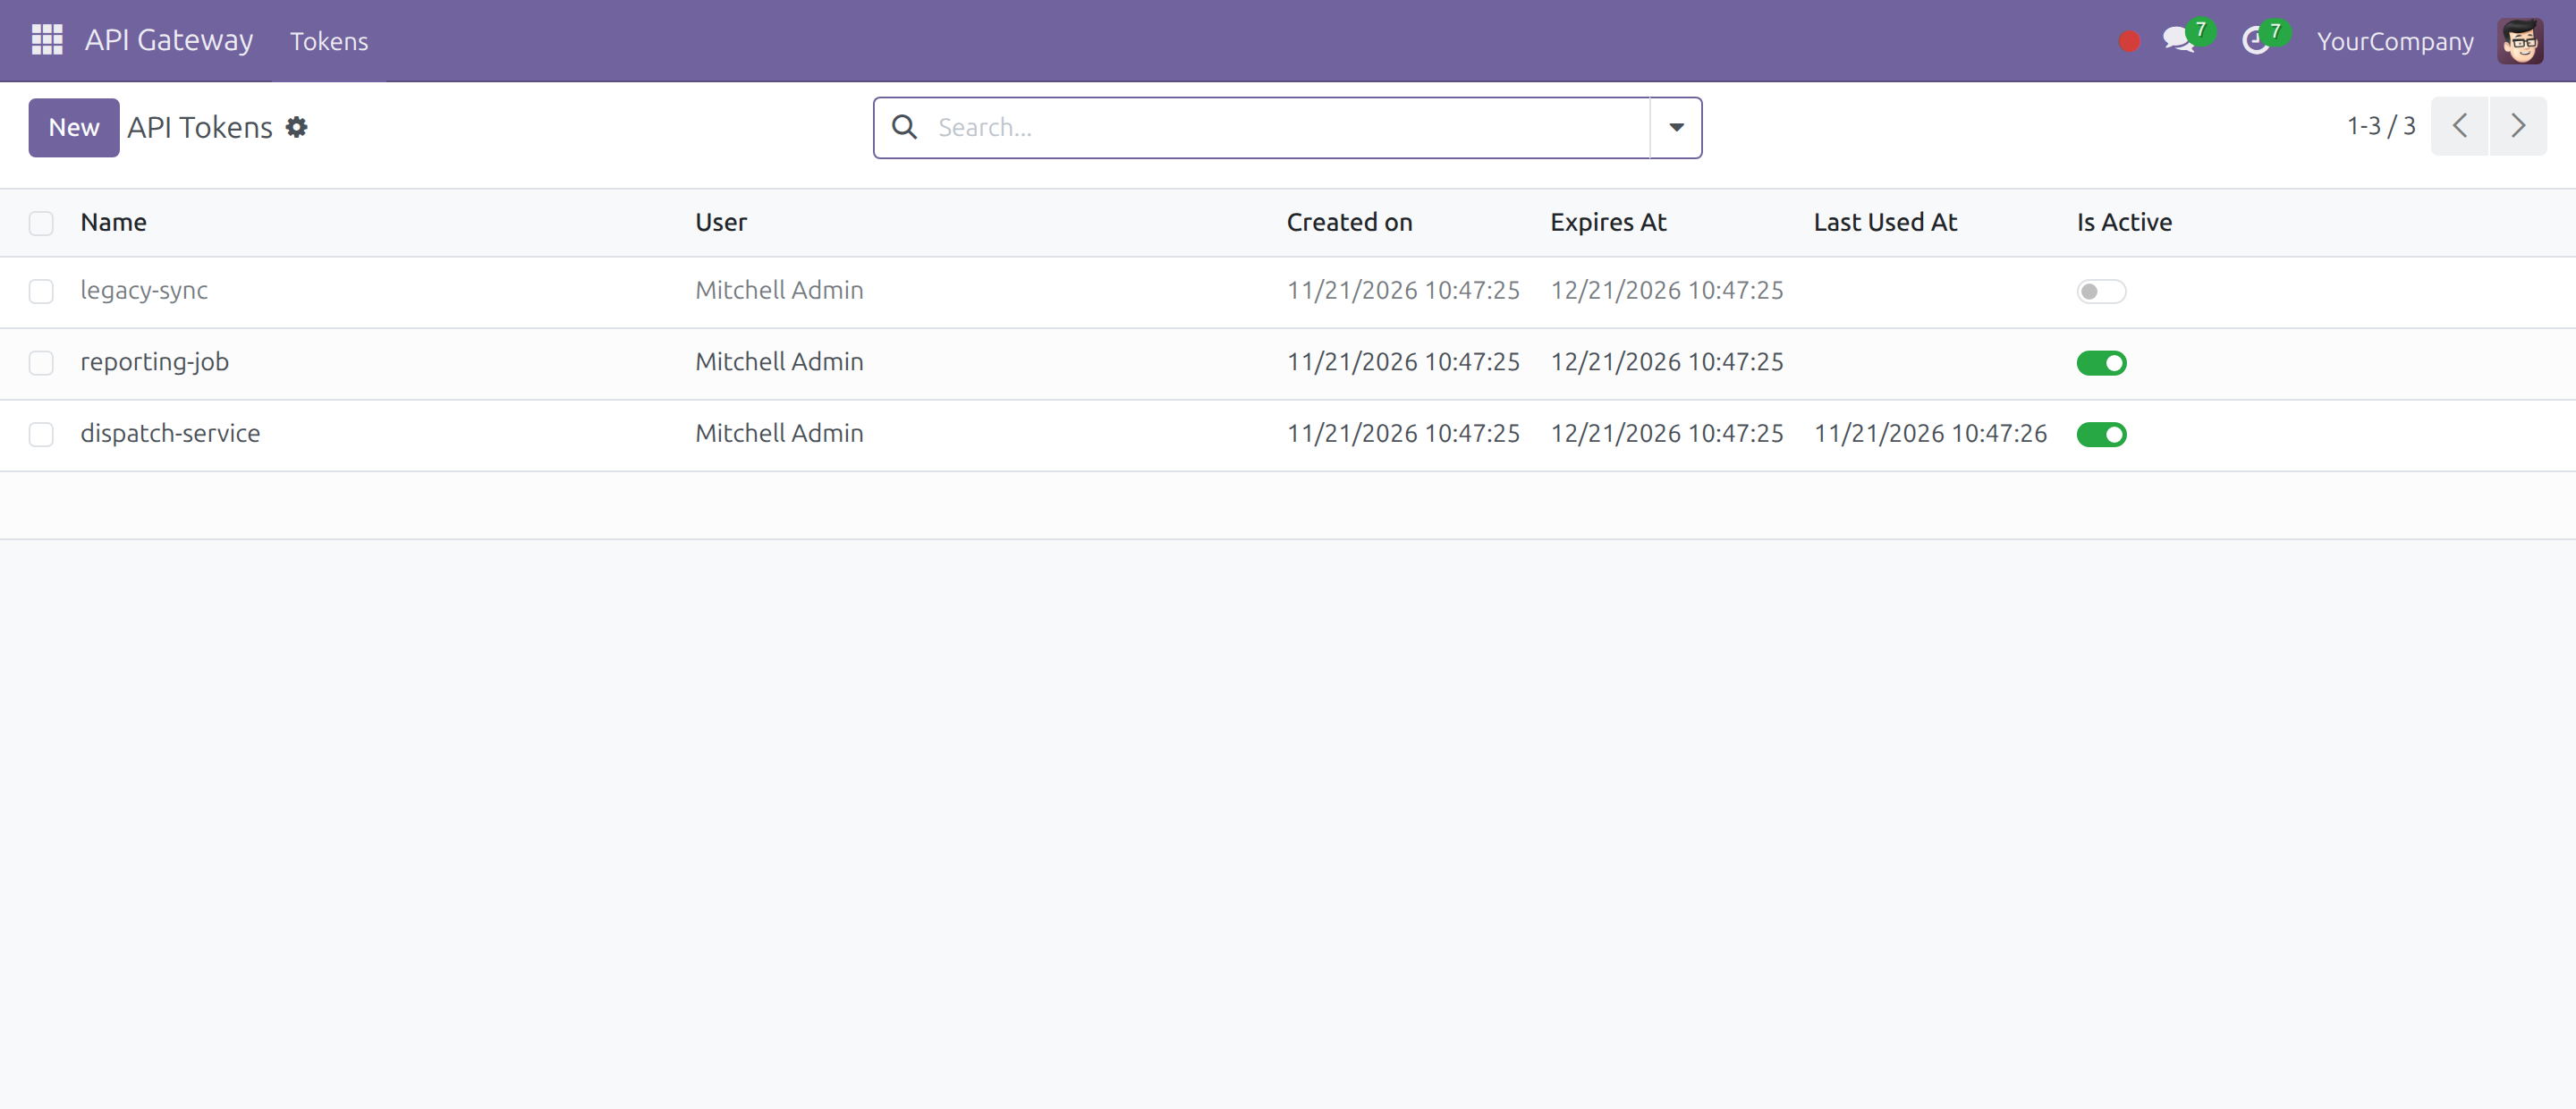 API Gateway Tokens 7 7 YourCompany
New API Tokens Search... 1-3 / 3
Name User Created on Expires At Last Used At Is Active
legacy-sync Mitchell Admin 11/21/2026 10:47:25 12/21/2026 10:47:25
reporting-job Mitchell Admin 11/21/2026 10:47:25 12/21/2026 10:47:25
dispatch-service Mitchell Admin 11/21/2026 10:47:25 12/21/2026 10:47:25 11/21/2026 10:47:26